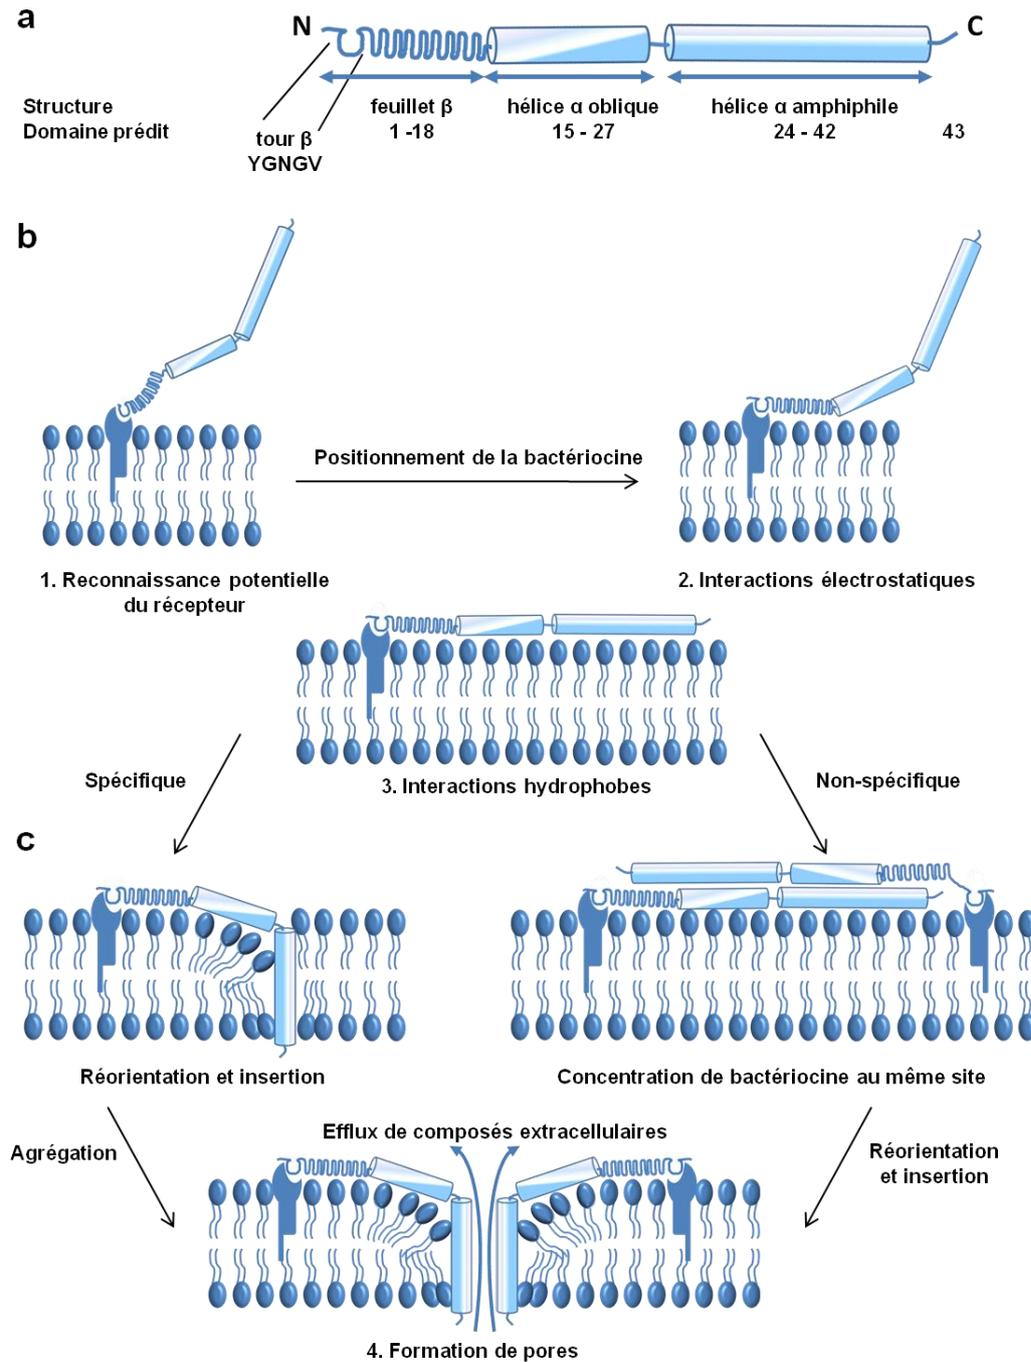 a
N
C
Structure
feuillet β
hélice α oblique
hélice α amphiphile
Domaine prédit
1 -18
15 - 27
24 - 42
43
tour β
YGNGV
b
Positionnement de la bactériocine
1. Reconnaissance potentielle
du récepteur
2. Interactions électrostatiques
3. Interactions hydrophobes
Spécifique
Non-spécifique
c
Réorientation et insertion
Concentration de bactériocine au même site
Agrégation
Efflux de composés extracellulaires
Réorientation
et insertion
4. Formation de pores